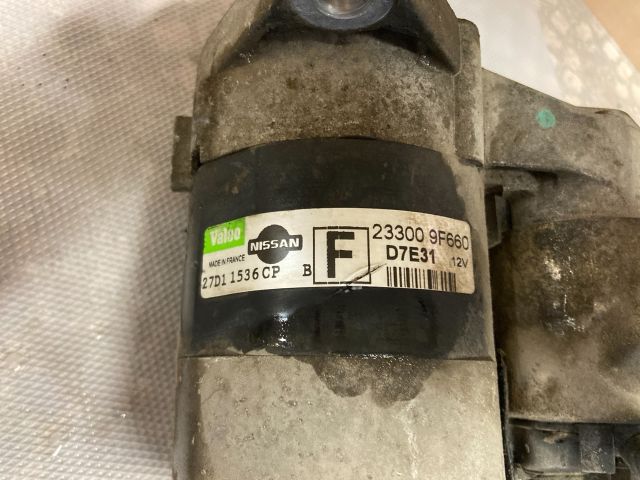 Valeo
NISSAN
MADE IN FRANCE
27D1 1536 CP B
F
23300 9F660
D7E31
12V